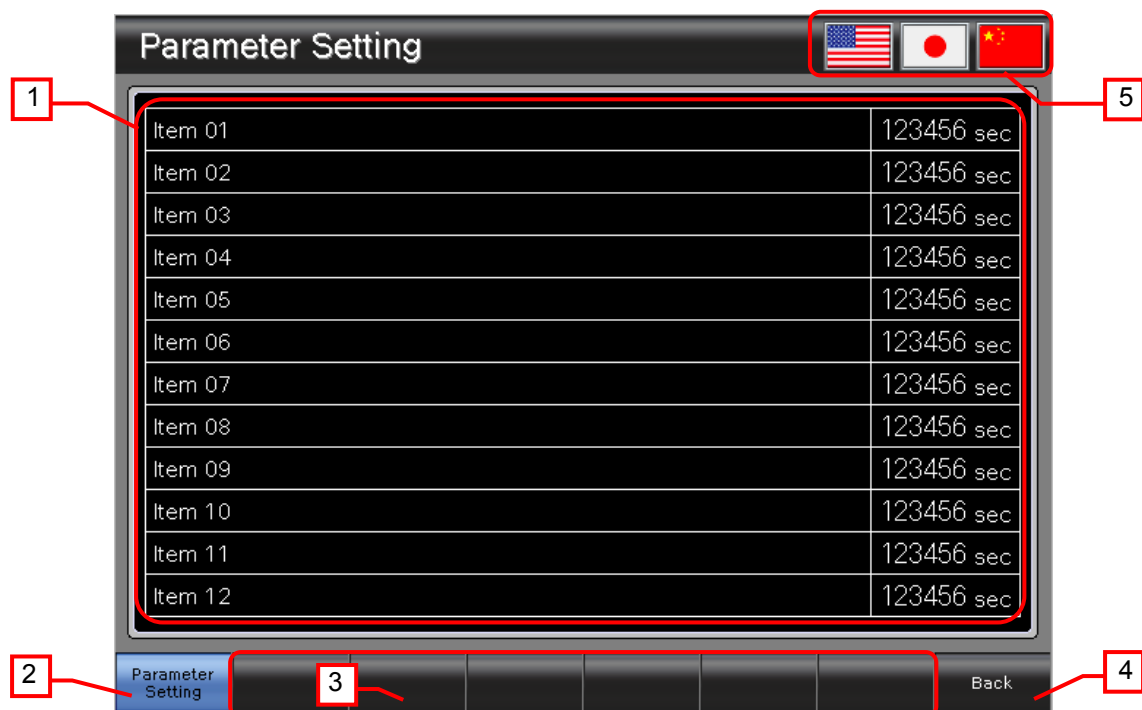 Parameter Setting
5
1
Item 01 123456 sec
Item 02 123456 sec
Item 03 123456 sec
Item 04 123456 sec
Item 05 123456 sec
Item 06 123456 sec
Item 07 123456 sec
Item 08 123456 sec
Item 09 123456 sec
Item 10 123456 sec
Item 11 123456 sec
Item 12 123456 sec
2
Parameter
Setting
3
Back
4